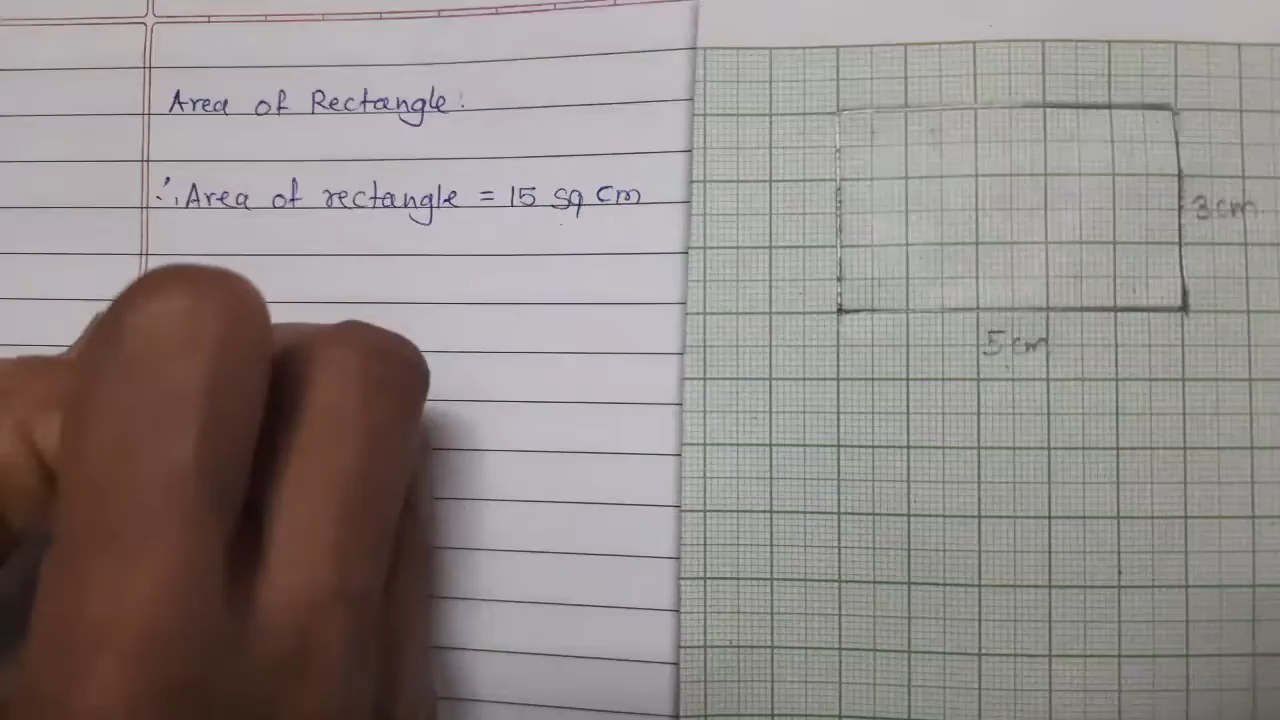 Area of Rectangle:
∴ Area of rectangle = 15 sq cm
3 cm
5 cm